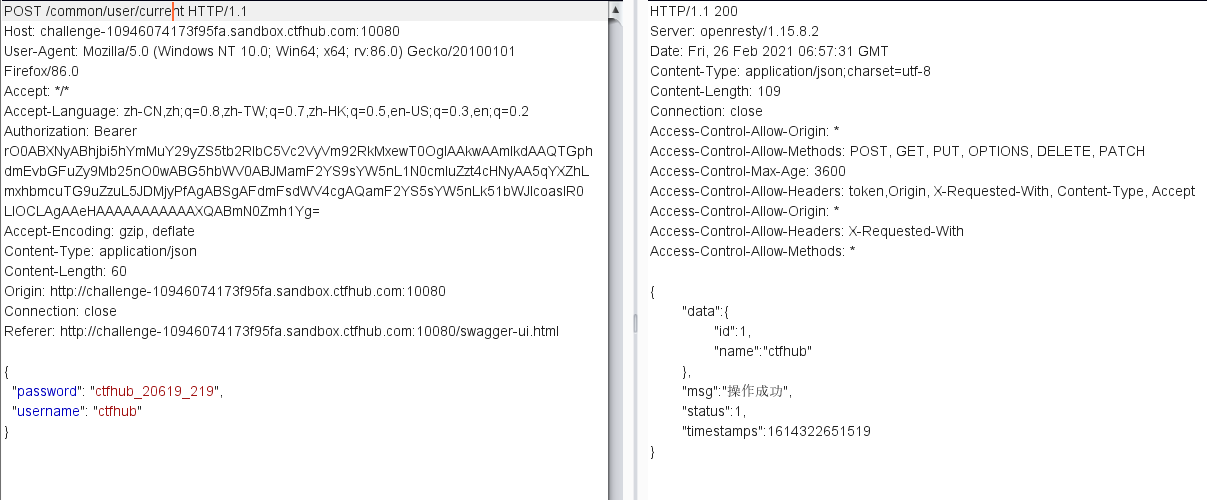 POST /common/user/current HTTP/1.1
Host: challenge-10946074173f95fa.sandbox.ctfhub.com:10080
User-Agent: Mozilla/5.0 (Windows NT 10.0; Win64; x64; rv:86.0) Gecko/20100101
Firefox/86.0
Accept: */*
Accept-Language: zh-CN,zh;q=0.8,zh-TW;q=0.7,zh-HK;q=0.5,en-US;q=0.3,en;q=0.2
Authorization: Bearer
rO0ABXNyABhjbi5hYmMuY29yZS5tb2RlbC5Vc2VyVm92RkMxewT0OgIAAkwAAmlkdAAQTGph
dmEvbGFuZy9Mb25nO0wABG5hbWV0ABJMamF2YS9sYW5nL1N0cmluZzt4cHNyAA5qYXZhL
mxhbmcuTG9uZzuL5JDMjyPfAgABSgAFdmFsdWV4cgAQamF2YS5sYW5nLk51bWJlcoaslR0
LlOCLAgAAeHAAAAAAAAAAAXQABmN0Zmh1Yg=
Accept-Encoding: gzip, deflate
Content-Type: application/json
Content-Length: 60
Origin: http://challenge-10946074173f95fa.sandbox.ctfhub.com:10080
Connection: close
Referer: http://challenge-10946074173f95fa.sandbox.ctfhub.com:10080/swagger-ui.html
{
"password": "ctfhub_20619_219",
"username": "ctfhub"
}
HTTP/1.1 200
Server: openresty/1.15.8.2
Date: Fri, 26 Feb 2021 06:57:31 GMT
Content-Type: application/json;charset=utf-8
Content-Length: 109
Connection: close
Access-Control-Allow-Origin: *
Access-Control-Allow-Methods: POST, GET, PUT, OPTIONS, DELETE, PATCH
Access-Control-Max-Age: 3600
Access-Control-Allow-Headers: token,Origin, X-Requested-With, Content-Type, Accept
Access-Control-Allow-Origin: *
Access-Control-Allow-Headers: X-Requested-With
Access-Control-Allow-Methods: *
{
"data":{
"id":1,
"name":"ctfhub"
},
"msg":"操作成功",
"status":1,
"timestamps":1614322651519
}